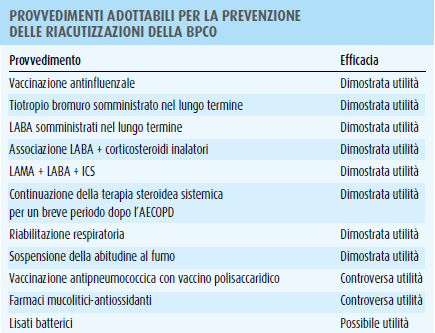 PROVVEDIMENTI ADOTTABILI PER LA PREVENZIONE
DELLE RIACUTIZZAZIONI DELLA BPCO
Provvedimento Efficacia
Vaccinazione antinfluenzale Dimostrata utilità
Tiotropio bromuro somministrato nel lungo termine Dimostrata utilità
LABA somministrati nel lungo termine Dimostrata utilità
Associazione LABA + corticosteroidi inalatori Dimostrata utilità
LAMA + LABA + ICS Dimostrata utilità
Continuazione della terapia steroidea sistemica Dimostrata utilità
per un breve periodo dopo l'AECOPD
Riabilitazione respiratoria Dimostrata utilità
Sospensione della abitudine al fumo Dimostrata utilità
Vaccinazione antipneumococcica con vaccino polisaccaridico Controversa utilità
Farmaci mucolitici-antiossidanti Controversa utilità
Lisati batterici Possibile utilità